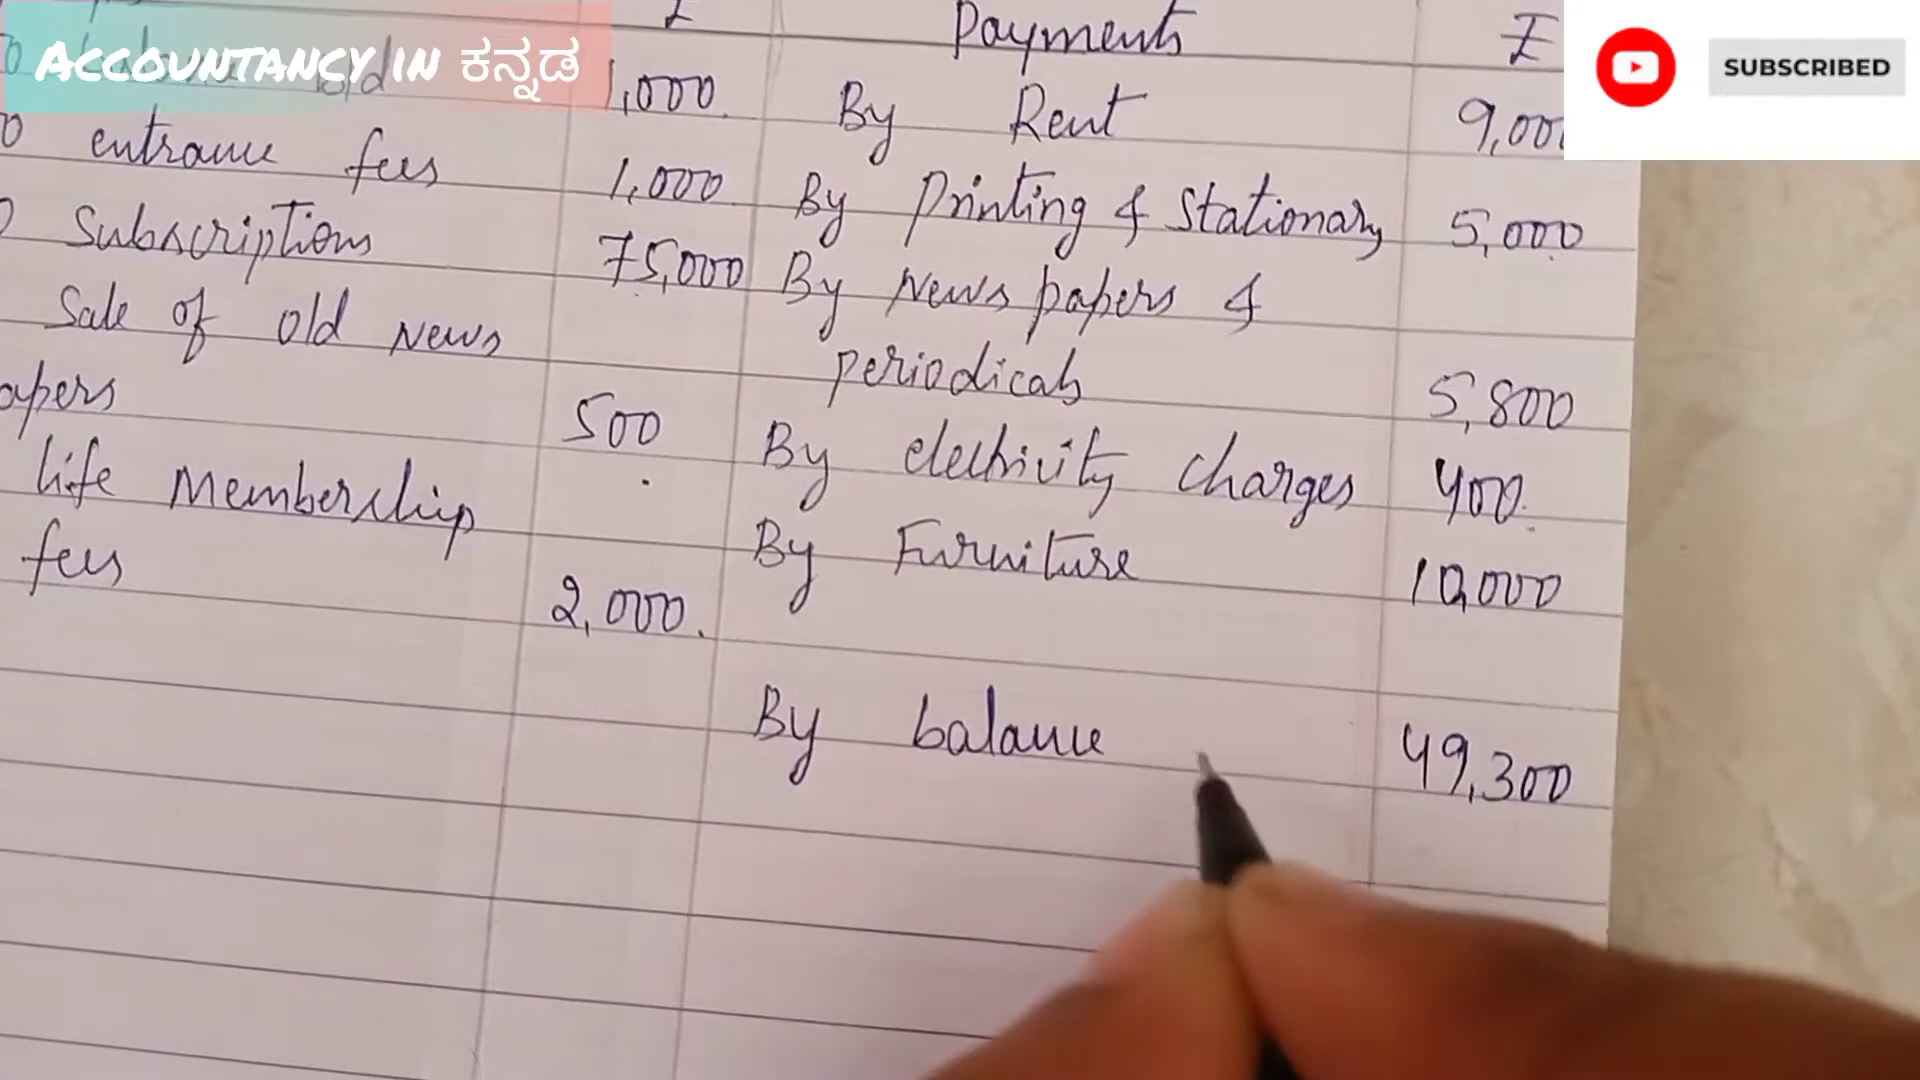 ACCOUNTANCY IN ಕನ್ನಡ
SUBSCRIBED
Payments
b/d 1,000
By Rent 9,00
entrance fees 1,000
By Printing & Stationary 5,000
Subscriptions 75,000
By News papers &
periodicals 5,800
Sale of old News
apers 500
By electricity charges 400
life Membership
fees 2,000
By Furniture 10,000
By balance 49,300